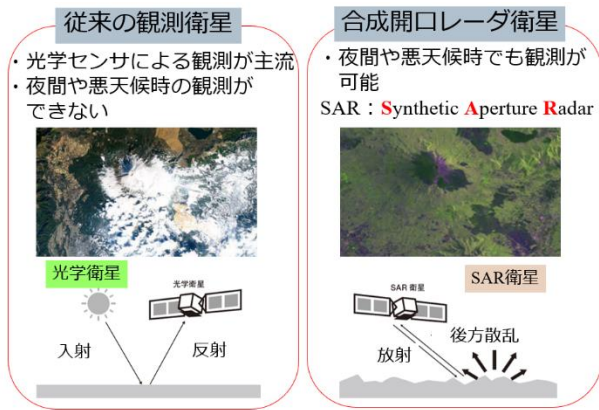 従来の観測衛星
・光学センサによる観測が主流
・夜間や悪天候時の観測が
できない
光学衛星
光学衛星
入射
反射
合成開口レーダ衛星
・夜間や悪天候時でも観測が
可能
SAR：Synthetic Aperture Radar
SAR衛星
SAR 衛星
放射
後方散乱